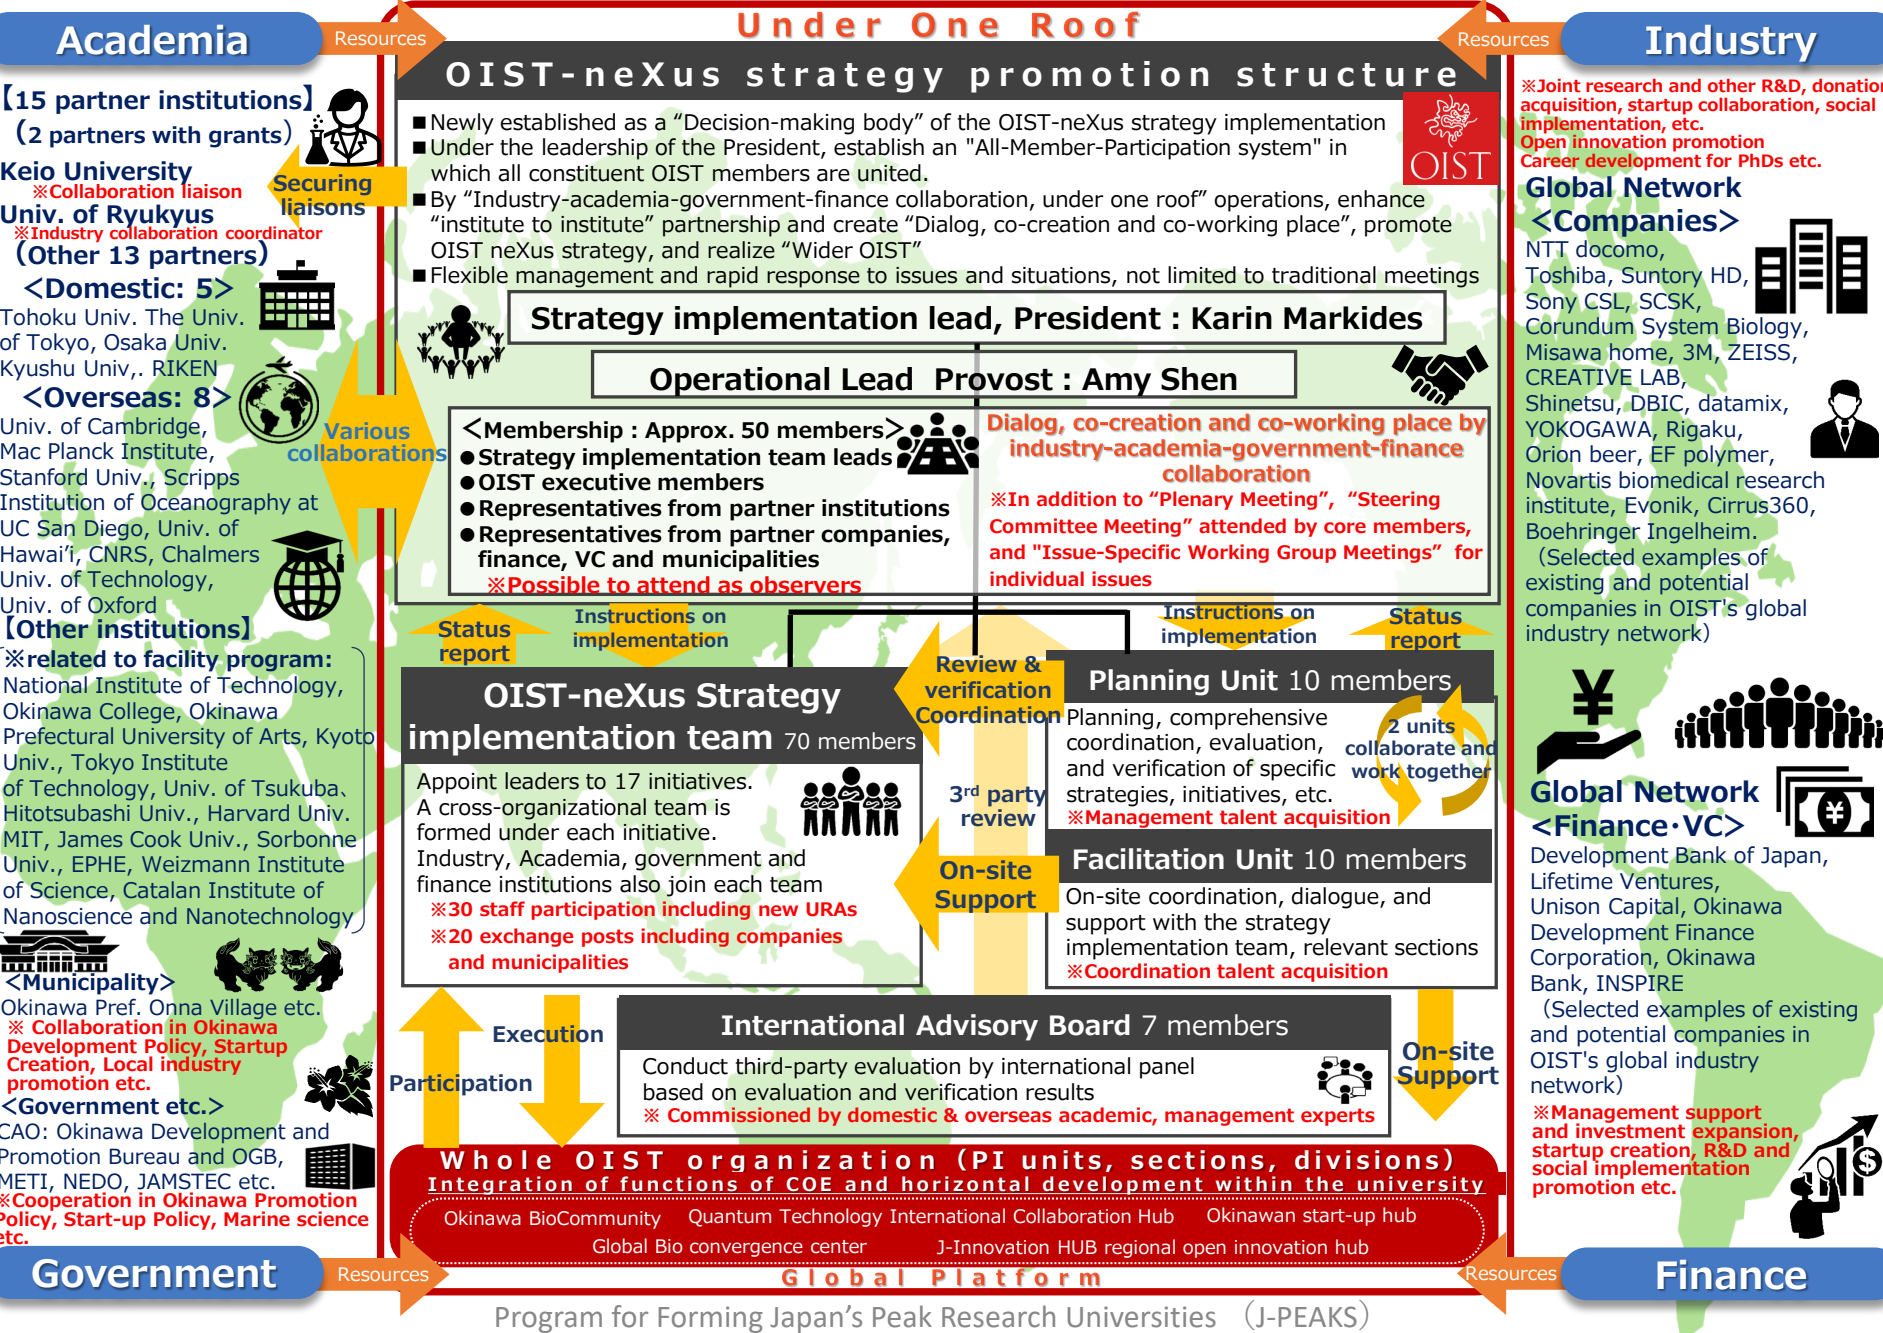 Under One Roof
Academia
Resources
Resources
Industry
OIST-neXus strategy promotion structure
【15 partner institutions】
（2 partners with grants）
Keio University
※Collaboration liaison
Univ. of Ryukyus
※Industry collaboration coordinator
（Other 13 partners）
＜Domestic: 5＞
Tohoku Univ. The Univ.
of Tokyo, Osaka Univ.
Kyushu Univ,. RIKEN
＜Overseas: 8＞
Univ. of Cambridge,
Mac Planck Institute,
Stanford Univ., Scripps
Institution of Oceanography at
UC San Diego, Univ. of
Hawai’i, CNRS, Chalmers
Univ. of Technology,
Univ. of Oxford
【Other institutions】
※related to facility program:
National Institute of Technology,
Okinawa College, Okinawa
Prefectural University of Arts, Kyoto
Univ., Tokyo Institute
of Technology, Univ. of Tsukuba、
Hitotsubashi Univ., Harvard Univ.
MIT, James Cook Univ., Sorbonne
Univ., EPHE, Weizmann Institute
of Science, Catalan Institute of
Nanoscience and Nanotechnology
＜Municipality＞
Okinawa Pref. Onna Village etc.
※ Collaboration in Okinawa
Development Policy, Startup
Creation, Local industry
promotion etc.
＜Government etc.＞
CAO: Okinawa Development and
Promotion Bureau and OGB,
METI, NEDO, JAMSTEC etc.
※Cooperation in Okinawa Promotion
Policy, Start-up Policy, Marine science
etc.
Government
Resources
Securing
liaisons
Various
collaborations
■Newly established as a “Decision-making body” of the OIST-neXus strategy implementation
■Under the leadership of the President, establish an "All-Member-Participation system" in
which all constituent OIST members are united.
■By “Industry-academia-government-finance collaboration, under one roof” operations, enhance
“institute to institute” partnership and create “Dialog, co-creation and co-working place”, promote
OIST neXus strategy, and realize “Wider OIST”
■Flexible management and rapid response to issues and situations, not limited to traditional meetings
OIST
Strategy implementation lead, President : Karin Markides
Operational Lead Provost : Amy Shen
＜Membership : Approx. 50 members＞
●Strategy implementation team leads
●OIST executive members
●Representatives from partner institutions
●Representatives from partner companies,
finance, VC and municipalities
※Possible to attend as observers
Dialog, co-creation and co-working place by
industry-academia-government-finance
collaboration
※In addition to “Plenary Meeting”, “Steering
Committee Meeting” attended by core members,
and "Issue-Specific Working Group Meetings” for
individual issues
Status
report
Instructions on
implementation
Instructions on
implementation
Status
report
OIST-neXus Strategy
implementation team 70 members
Appoint leaders to 17 initiatives.
A cross-organizational team is
formed under each initiative.
Industry, Academia, government and
finance institutions also join each team
※30 staff participation including new URAs
※20 exchange posts including companies
and municipalities
Review &
verification
Coordination
3rd party
review
On-site
Support
Planning Unit 10 members
Planning, comprehensive
coordination, evaluation,
and verification of specific
strategies, initiatives, etc.
※Management talent acquisition
2 units
collaborate and
work together
Facilitation Unit 10 members
On-site coordination, dialogue, and
support with the strategy
implementation team, relevant sections
※Coordination talent acquisition
Participation
Execution
International Advisory Board 7 members
Conduct third-party evaluation by international panel
based on evaluation and verification results
※ Commissioned by domestic & overseas academic, management experts
On-site
Support
Whole OIST organization（PI units, sections, divisions）
Integration of functions of COE and horizontal development within the university
Okinawa BioCommunity Quantum Technology International Collaboration Hub Okinawan start-up hub
Global Bio convergence center J-Innovation HUB regional open innovation hub
Global Platform
※Joint research and other R&D, donation
acquisition, startup collaboration, social
implementation, etc.
Open innovation promotion
Career development for PhDs etc.
Global Network
＜Companies＞
NTT docomo,
Toshiba, Suntory HD,
Sony CSL, SCSK,
Corundum System Biology,
Misawa home, 3M, ZEISS,
CREATIVE LAB,
Shinetsu, DBIC, datamix,
YOKOGAWA, Rigaku,
Orion beer, EF polymer,
Novartis biomedical research
institute, Evonik, Cirrus360,
Boehringer Ingelheim.
（Selected examples of
existing and potential
companies in OIST's global
industry network）
¥
¥
Global Network
＜Finance･VC＞
Development Bank of Japan,
Lifetime Ventures,
Unison Capital, Okinawa
Development Finance
Corporation, Okinawa
Bank, INSPIRE
（Selected examples of existing
and potential companies in
OIST's global industry
network）
※Management support
and investment expansion,
startup creation, R&D and
social implementation
promotion etc.
$
Resources
Finance
Program for Forming Japan’s Peak Research Universities （J-PEAKS）